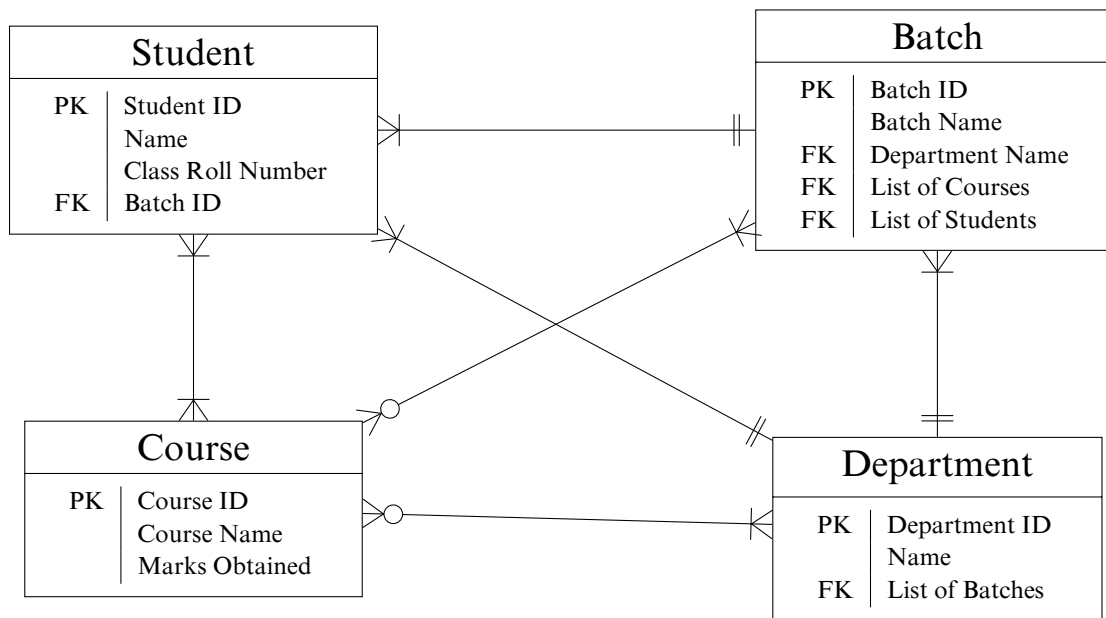 Student
PK Student ID
Name
Class Roll Number
FK Batch ID
Batch
PK Batch ID
Batch Name
FK Department Name
FK List of Courses
FK List of Students
Course
PK Course ID
Course Name
Marks Obtained
Department
PK Department ID
Name
FK List of Batches